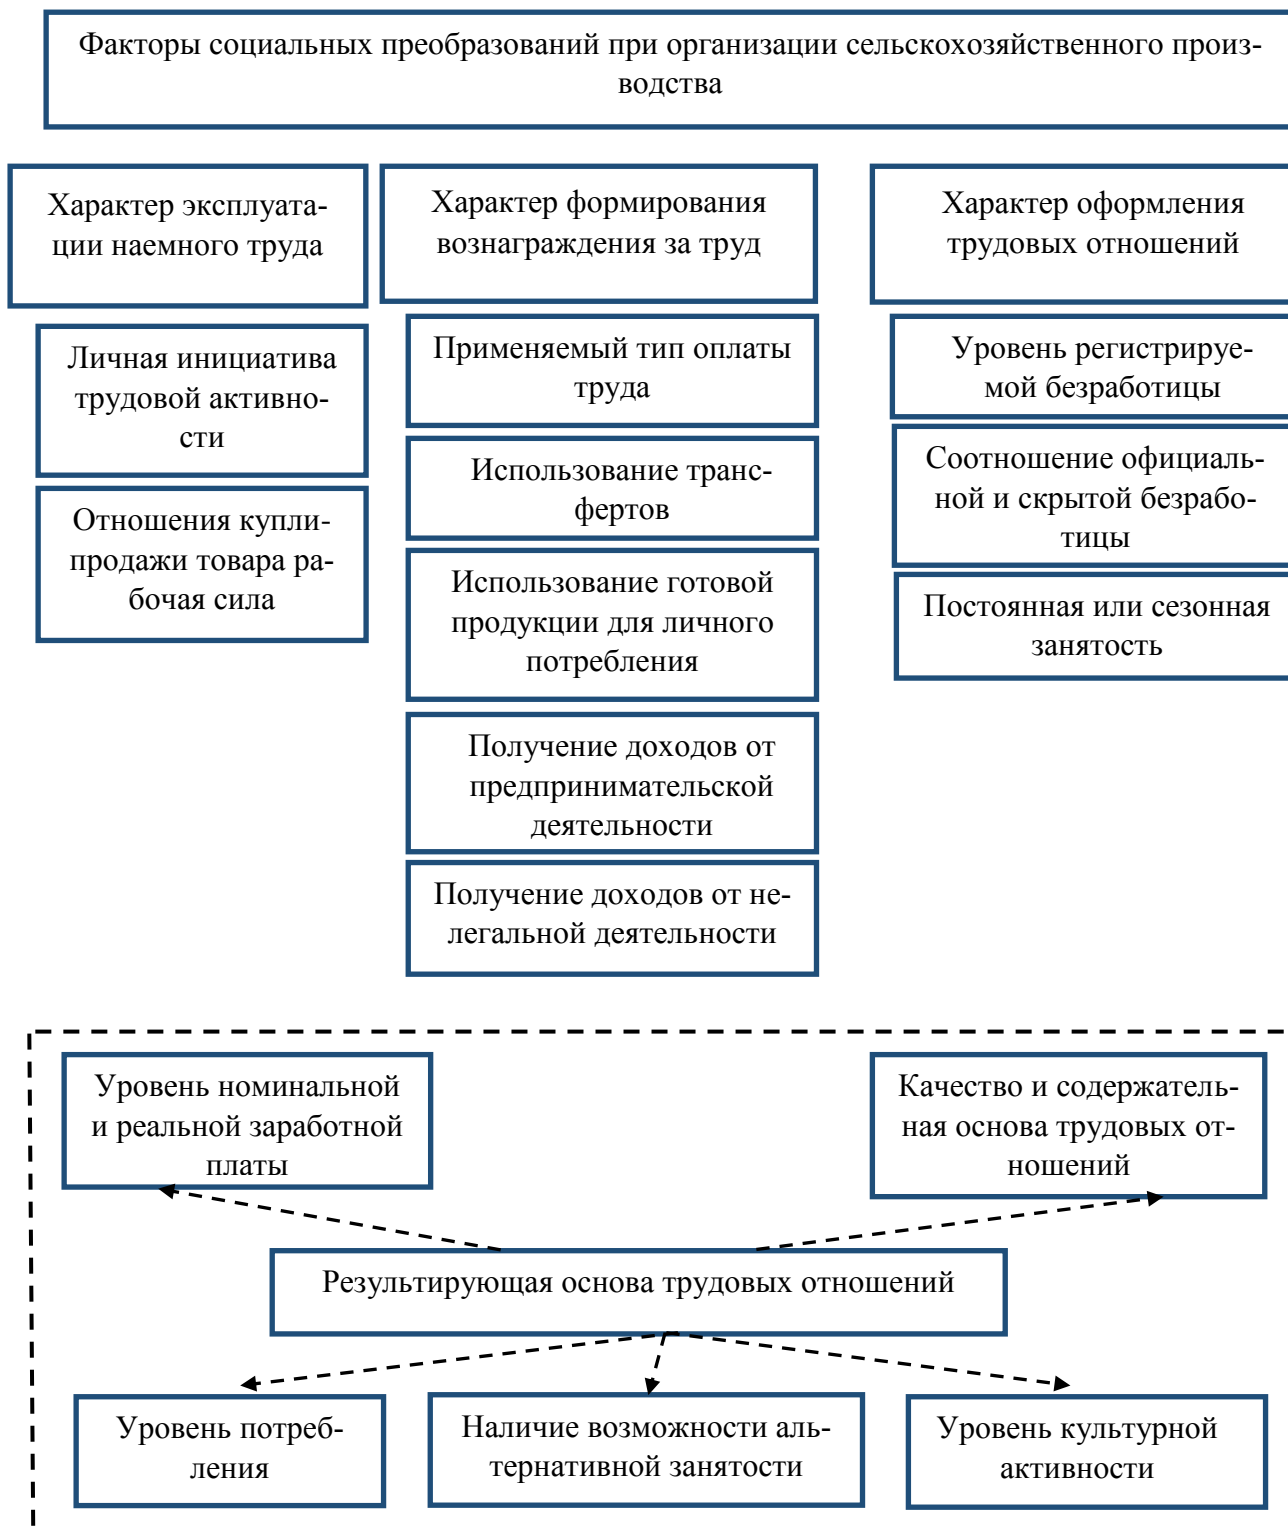 Факторы социальных преобразований при организации сельскохозяйственного произ-
водства
Характер эксплуата-
ции наемного труда
Личная инициатива
трудовой активно-
сти
Отношения купли-
продажи товара ра-
бочая сила
Характер формирования
вознаграждения за труд
Применяемый тип оплаты
труда
Использование транс-
фертов
Использование готовой
продукции для личного
потребления
Получение доходов от
предпринимательской
деятельности
Получение доходов от не-
легальной деятельности
Характер оформления
трудовых отношений
Уровень регистрируе-
мой безработицы
Соотношение официаль-
ной и скрытой безрабо-
тицы
Постоянная или сезонная
занятость
Уровень номинальной
и реальной заработной
платы
Качество и содержатель-
ная основа трудовых от-
ношений
Результирующая основа трудовых отношений
Уровень потреб-
ления
Наличие возможности аль-
тернативной занятости
Уровень культурной
активности